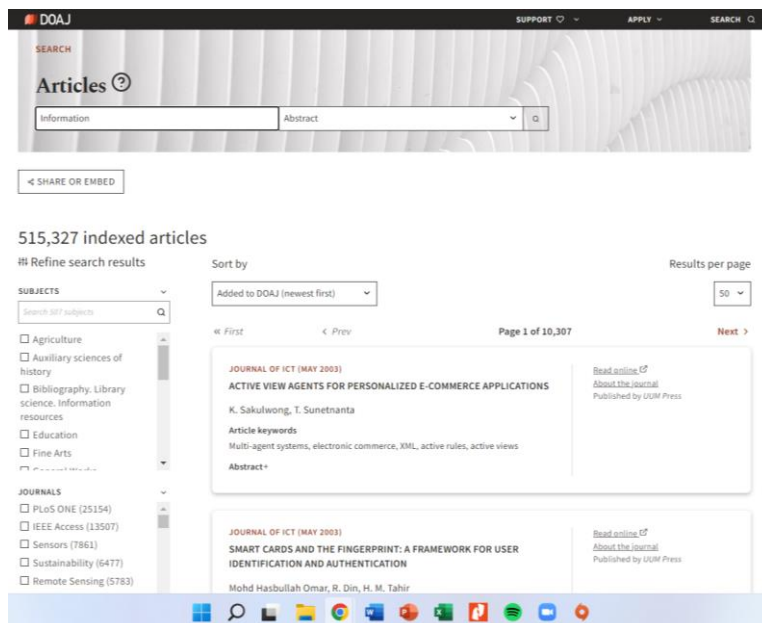 DOAJ
SUPPORT
APPLY
SEARCH
SEARCH
Articles ?
Information
Abstract
SHARE OR EMBED
515,327 indexed articles
Refine search results
Sort by
Results per page
SUBJECTS
Added to DOAJ (newest first)
50
Search 507 subjects
« First
< Prev
Page 1 of 10,307
Next >
Agriculture
Auxiliary sciences of
history
Bibliography. Library
science. Information
resources
Education
Fine Arts
JOURNALS
PLoS ONE (25154)
IEEE Access (13507)
Sensors (7861)
Sustainability (6477)
Remote Sensing (5783)
JOURNAL OF ICT (MAY 2003)
ACTIVE VIEW AGENTS FOR PERSONALIZED E-COMMERCE APPLICATIONS
K. Sakulwong, T. Sunetnanta
Article keywords
Multi-agent systems, electronic commerce, XML, active rules, active views
Abstract+
Read online
About the journal
Published by UUM Press
JOURNAL OF ICT (MAY 2003)
SMART CARDS AND THE FINGERPRINT: A FRAMEWORK FOR USER
IDENTIFICATION AND AUTHENTICATION
Mohd Hasbullah Omar, R. Din, H. M. Tahir
Read online
About the journal
Published by UUM Press